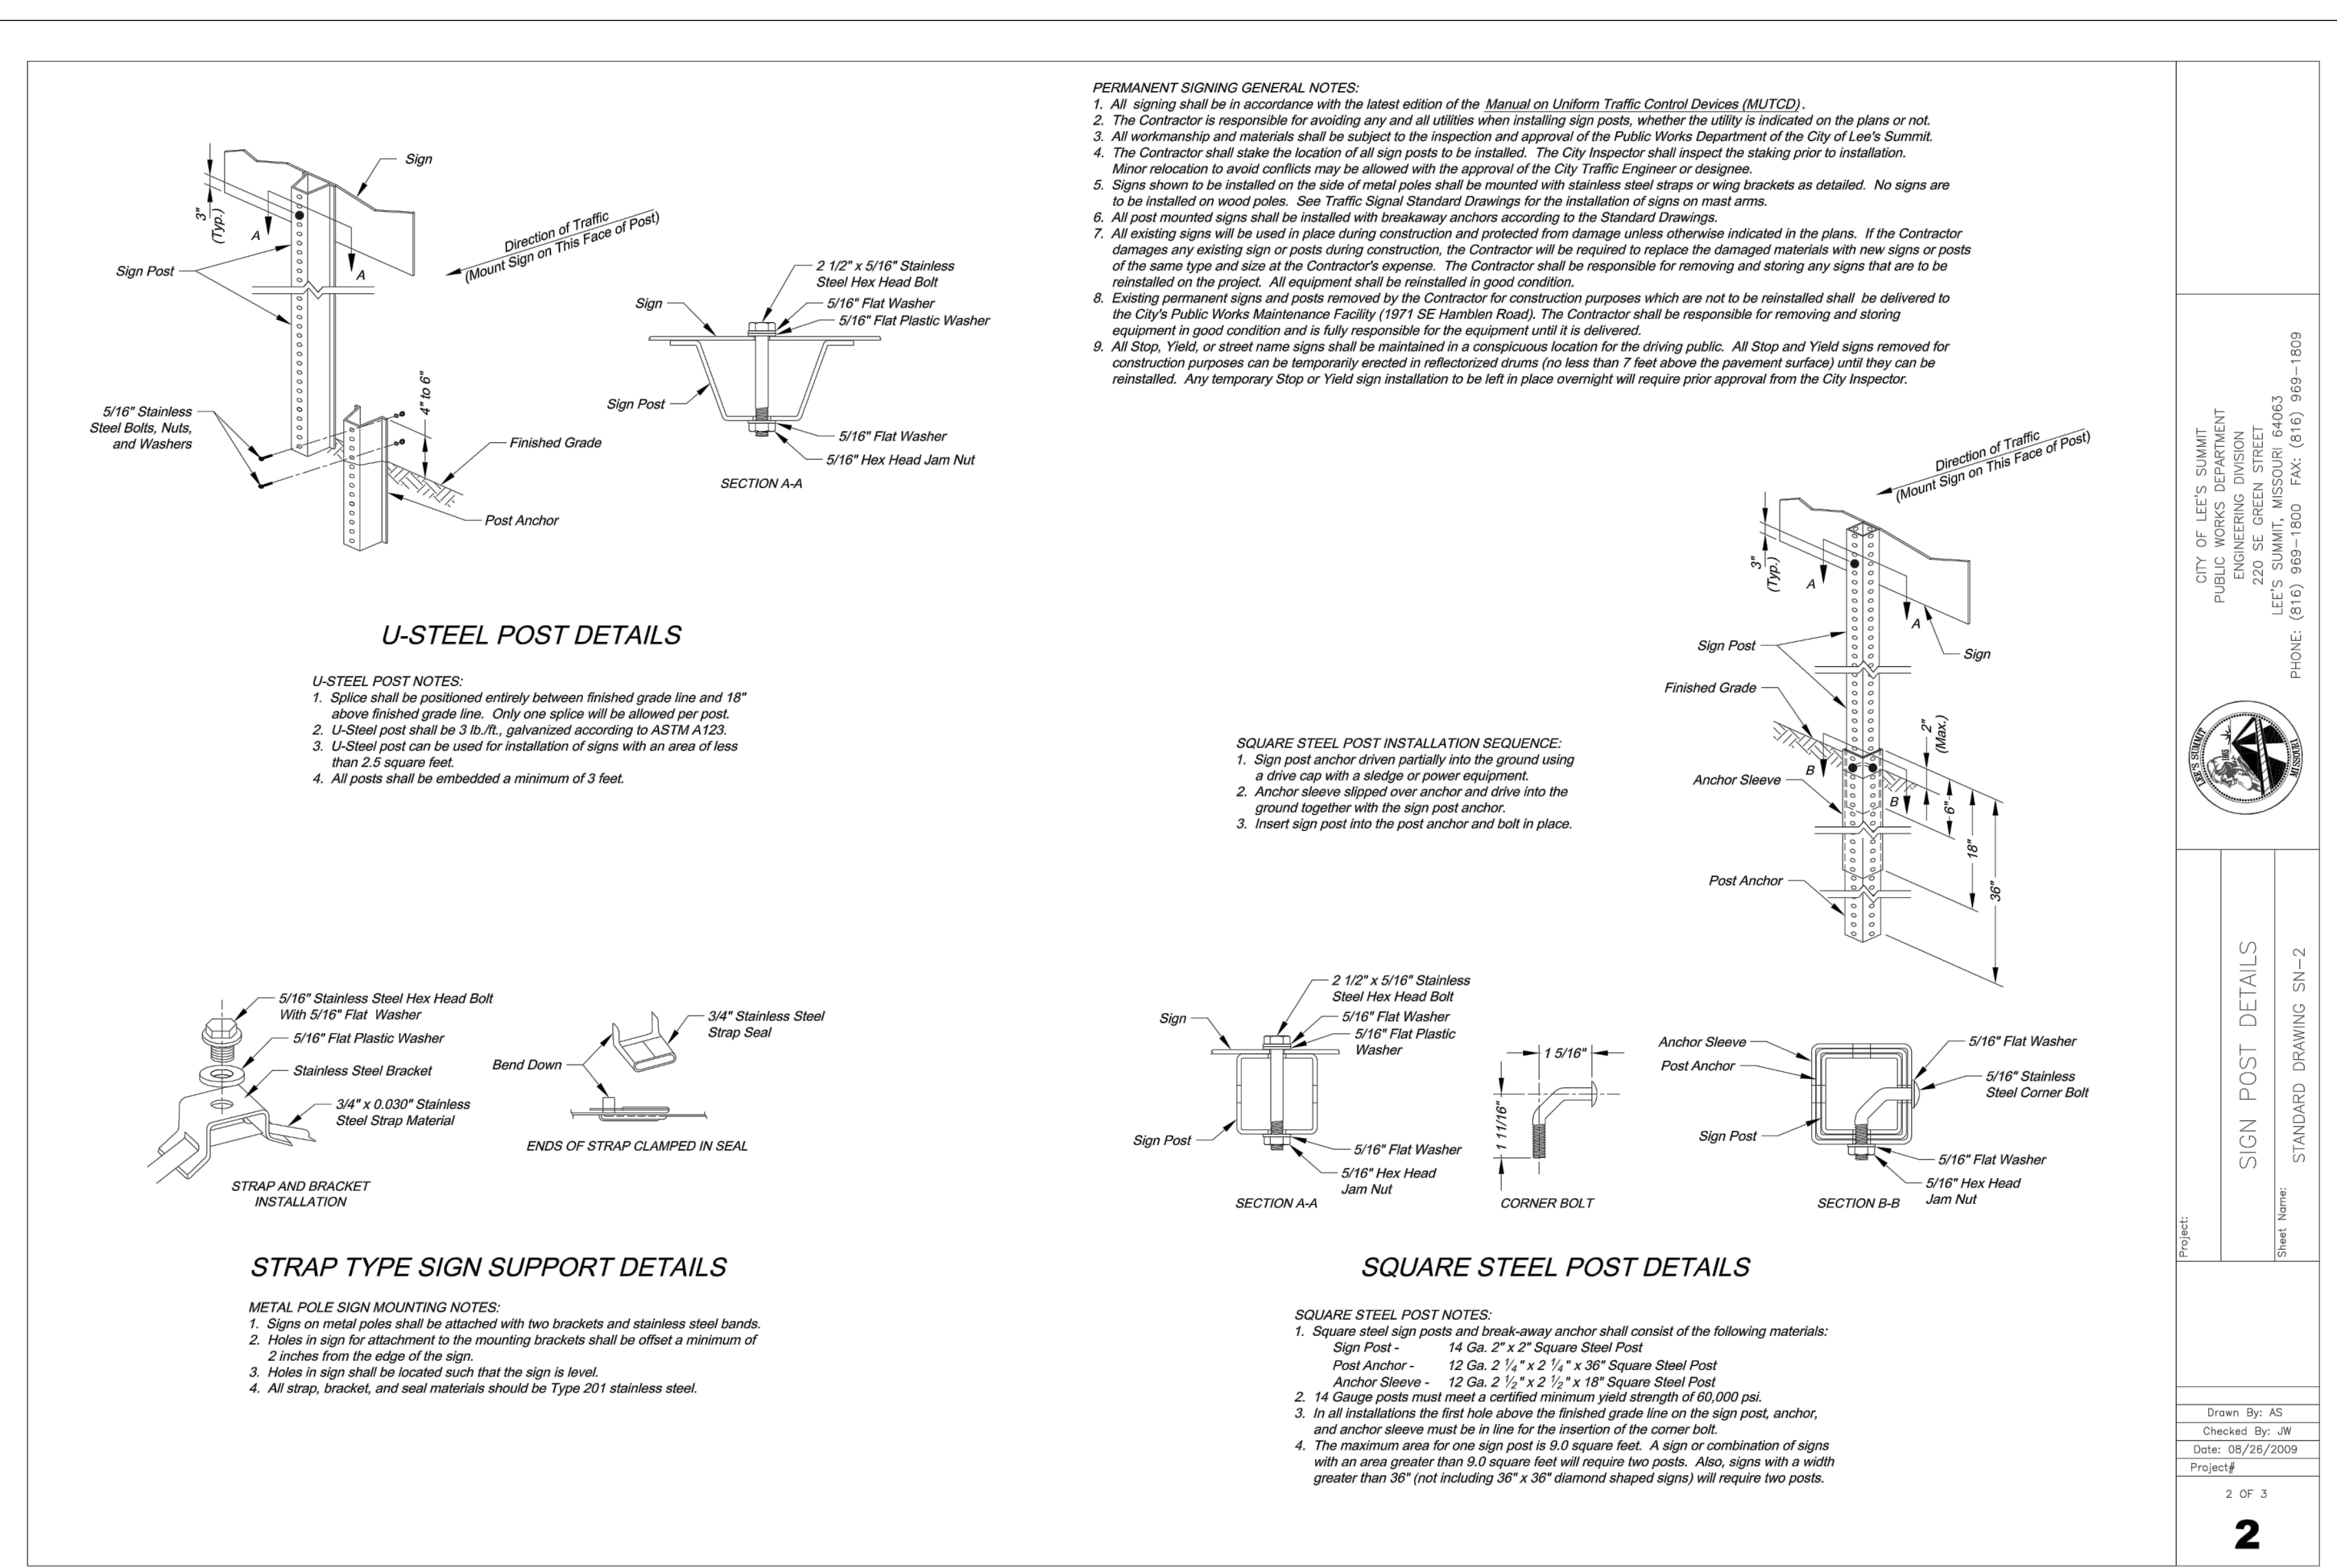 PERMANENT SIGNING GENERAL NOTES:
1. All signing shall be in accordance with the latest edition of the Manual on Uniform Traffic Control Devices (MUTCD).
2. The Contractor is responsible for avoiding any and all utilities when installing sign posts, whether the utility is indicated on the plans or not.
3. All workmanship and materials shall be subject to the inspection and approval of the Public Works Department of the City of Lee's Summit.
4. The Contractor shall stake the location of all sign posts to be installed. The City Inspector shall inspect the staking prior to installation.
Minor relocation to avoid conflicts may be allowed with the approval of the City Traffic Engineer or designee.
5. Signs shown to be installed on the side of metal poles shall be mounted with stainless steel straps or wing brackets as detailed. No signs are
to be installed on wood poles. See Traffic Signal Standard Drawings for the installation of signs on mast arms.
6. All post mounted signs shall be installed with breakaway anchors according to the Standard Drawings.
7. All existing signs will be used in place during construction and protected from damage unless otherwise indicated in the plans. If the Contractor
damages any existing sign or posts during construction, the Contractor will be required to replace the damaged materials with new signs or posts
of the same type and size at the Contractor's expense. The Contractor shall be responsible for removing and storing any signs that are to be
reinstalled on the project. All equipment shall be reinstalled in good condition.
8. Existing permanent signs and posts removed by the Contractor for construction purposes which are not to be reinstalled shall be delivered to
the City's Public Works Maintenance Facility (1971 SE Hamblen Road). The Contractor shall be responsible for removing and storing
equipment in good condition and is fully responsible for the equipment until it is delivered.
9. All Stop, Yield, or street name signs shall be maintained in a conspicuous location for the driving public. All Stop and Yield signs removed for
construction purposes can be temporarily erected in reflectorized drums (no less than 7 feet above the pavement surface) until they can be
reinstalled. Any temporary Stop or Yield sign installation to be left in place overnight will require prior approval from the City Inspector.
Sign
3"
(Typ.)
A
A
Direction of Traffic
(Mount Sign on This Face of Post)
Sign Post
5/16" Stainless
Steel Bolts, Nuts,
and Washers
4" to 6"
Finished Grade
Post Anchor
2 1/2" x 5/16" Stainless
Steel Hex Head Bolt
Sign
5/16" Flat Washer
5/16" Flat Plastic Washer
Sign Post
5/16" Flat Washer
5/16" Hex Head Jam Nut
SECTION A-A
U-STEEL POST DETAILS
U-STEEL POST NOTES:
1. Splice shall be positioned entirely between finished grade line and 18"
above finished grade line. Only one splice will be allowed per post.
2. U-Steel post shall be 3 lb./ft., galvanized according to ASTM A123.
3. U-Steel post can be used for installation of signs with an area of less
than 2.5 square feet.
4. All posts shall be embedded a minimum of 3 feet.
SQUARE STEEL POST INSTALLATION SEQUENCE:
1. Sign post anchor driven partially into the ground using
a drive cap with a sledge or power equipment.
2. Anchor sleeve slipped over anchor and drive into the
ground together with the sign post anchor.
3. Insert sign post into the post anchor and bolt in place.
Direction of Traffic
(Mount Sign on This Face of Post)
3"
(Typ.)
A
A
Sign Post
Sign
Finished Grade
2"
(Max.)
Anchor Sleeve
B
B
6"
18"
36"
Post Anchor
5/16" Stainless Steel Hex Head Bolt
With 5/16" Flat Washer
5/16" Flat Plastic Washer
Stainless Steel Bracket
3/4" x 0.030" Stainless
Steel Strap Material
STRAP AND BRACKET
INSTALLATION
3/4" Stainless Steel
Strap Seal
Bend Down
ENDS OF STRAP CLAMPED IN SEAL
STRAP TYPE SIGN SUPPORT DETAILS
METAL POLE SIGN MOUNTING NOTES:
1. Signs on metal poles shall be attached with two brackets and stainless steel bands.
2. Holes in sign for attachment to the mounting brackets shall be offset a minimum of
2 inches from the edge of the sign.
3. Holes in sign shall be located such that the sign is level.
4. All strap, bracket, and seal materials should be Type 201 stainless steel.
2 1/2" x 5/16" Stainless
Steel Hex Head Bolt
Sign
5/16" Flat Washer
5/16" Flat Plastic
Washer
Sign Post
5/16" Flat Washer
5/16" Hex Head
Jam Nut
SECTION A-A
1 5/16"
1 11/16"
CORNER BOLT
Anchor Sleeve
Post Anchor
Sign Post
5/16" Flat Washer
5/16" Stainless
Steel Corner Bolt
5/16" Flat Washer
5/16" Hex Head
Jam Nut
SECTION B-B
SQUARE STEEL POST DETAILS
SQUARE STEEL POST NOTES:
1. Square steel sign posts and break-away anchor shall consist of the following materials:
Sign Post - 14 Ga. 2" x 2" Square Steel Post
Post Anchor - 12 Ga. 2 1/4" x 2 1/4" x 36" Square Steel Post
Anchor Sleeve - 12 Ga. 2 1/2" x 2 1/2" x 18" Square Steel Post
2. 14 Gauge posts must meet a certified minimum yield strength of 60,000 psi.
3. In all installations the first hole above the finished grade line on the sign post, anchor,
and anchor sleeve must be in line for the insertion of the corner bolt.
4. The maximum area for one sign post is 9.0 square feet. A sign or combination of signs
with an area greater than 9.0 square feet will require two posts. Also, signs with a width
greater than 36" (not including 36" x 36" diamond shaped signs) will require two posts.
CITY OF LEE'S SUMMIT
PUBLIC WORKS DEPARTMENT
ENGINEERING DIVISION
220 SE GREEN STREET
LEE'S SUMMIT, MISSOURI 64063
PHONE: (816) 969-1800 FAX: (816) 969-1809
LEE'S SUMMIT
MISSOURI
Project:
SIGN POST DETAILS
Sheet Name:
STANDARD DRAWING SN-2
Drawn By: AS
Checked By: JW
Date: 08/26/2009
Project#
2 OF 3
2